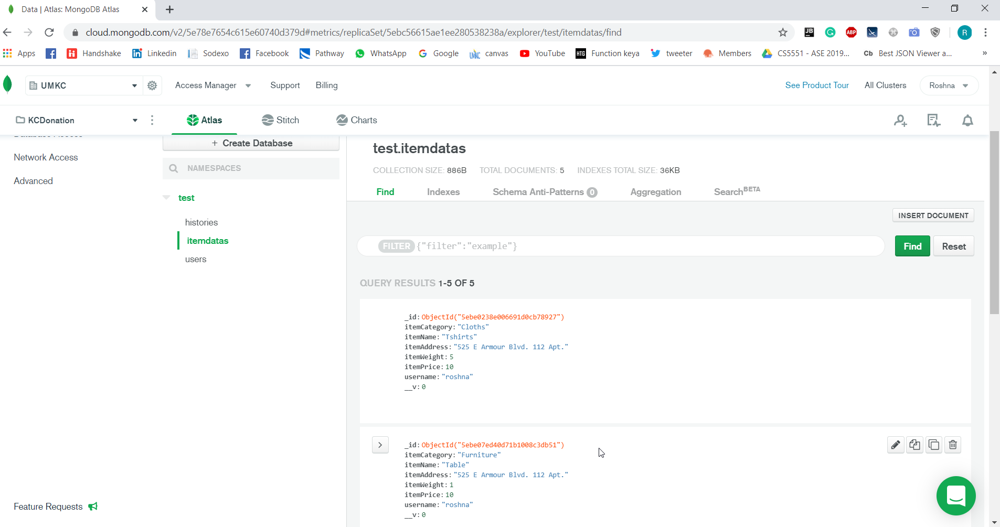 Data | Atlas: MongoDB Atlas
cloud.mongodb.com/v2/5e78e7654c615e60740d379d#metrics/replicaSet/5ebc56615ae1ee280538238a/explorer/test/itemdatas/find
JB
ABP
R
Apps Handshake Linkedin Sodexo Facebook Pathway WhatsApp Google UMKC canvas YouTube HTG Function keya tweeter Members CS5551 - ASE 2019... Cb Best JSON Viewer a... »
UMKC Access Manager Support Billing See Product Tour All Clusters Roshna
KCDonation Atlas Stitch Charts
Database Access
Network Access
Advanced
+ Create Database
NAMESPACES
test
histories
itemdatas
users
Feature Requests
test.itemdatas
COLLECTION SIZE: 886B TOTAL DOCUMENTS: 5 INDEXES TOTAL SIZE: 36KB
Find Indexes Schema Anti-Patterns 0 Aggregation Search BETA
INSERT DOCUMENT
FILTER {"filter":"example"} Find Reset
QUERY RESULTS 1-5 OF 5
_id: ObjectId("5ebe0238e006691d0cb78927")
itemCategory: "Cloths"
itemName: "Tshirts"
itemAddress: "525 E Armour Blvd. 112 Apt."
itemWeight: 5
itemPrice: 10
username: "roshna"
__v: 0
_id: ObjectId("5ebe07ed40d71b1008c3db51")
itemCategory: "Furniture"
itemName: "Table"
itemAddress: "525 E Armour Blvd. 112 Apt."
itemWeight: 1
itemPrice: 10
username: "roshna"
__v: 0